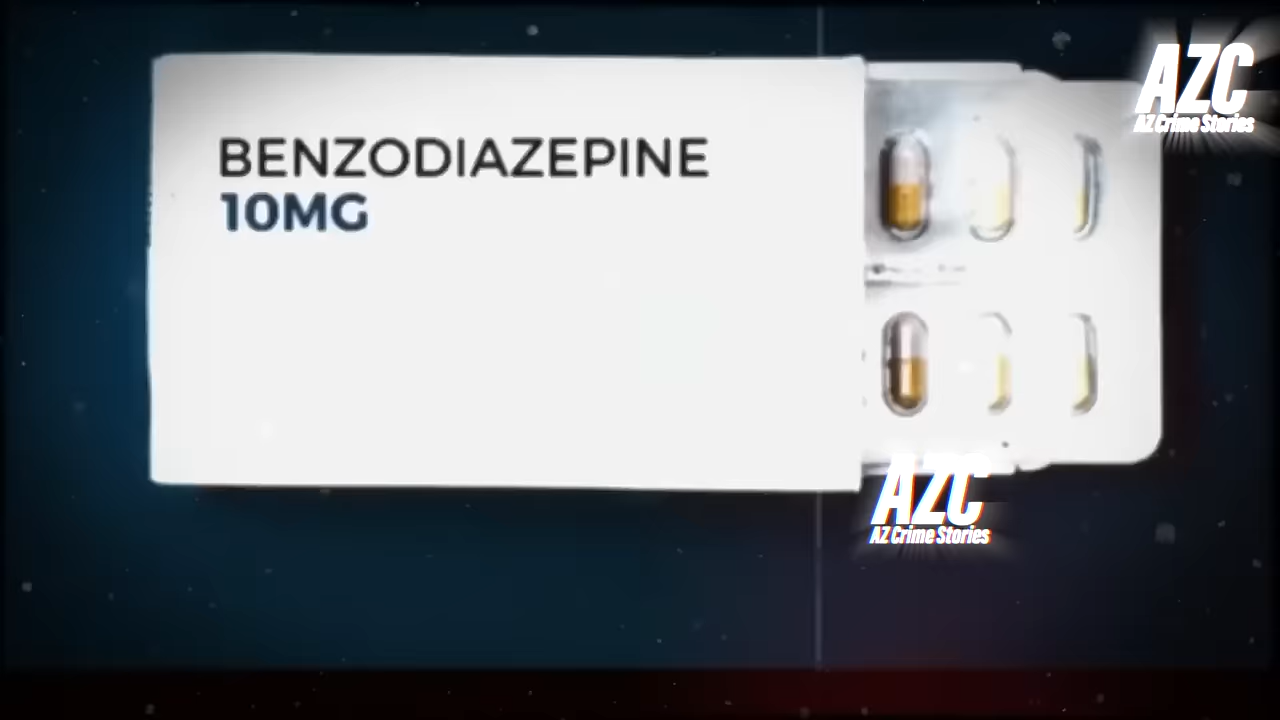 AZC
AZ Crime Stories
BENZODIAZEPINE
10MG
AZC
AZ Crime Stories